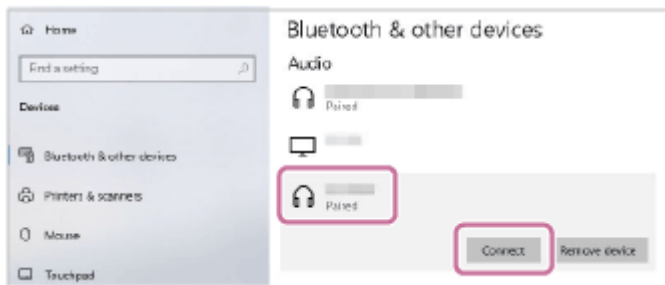 Home
Find a setting
Devices
Bluetooth & other devices
Printers & scanners
Mouse
Touchpad
Bluetooth & other devices
Audio
Paired
Paired
Connect
Remove device